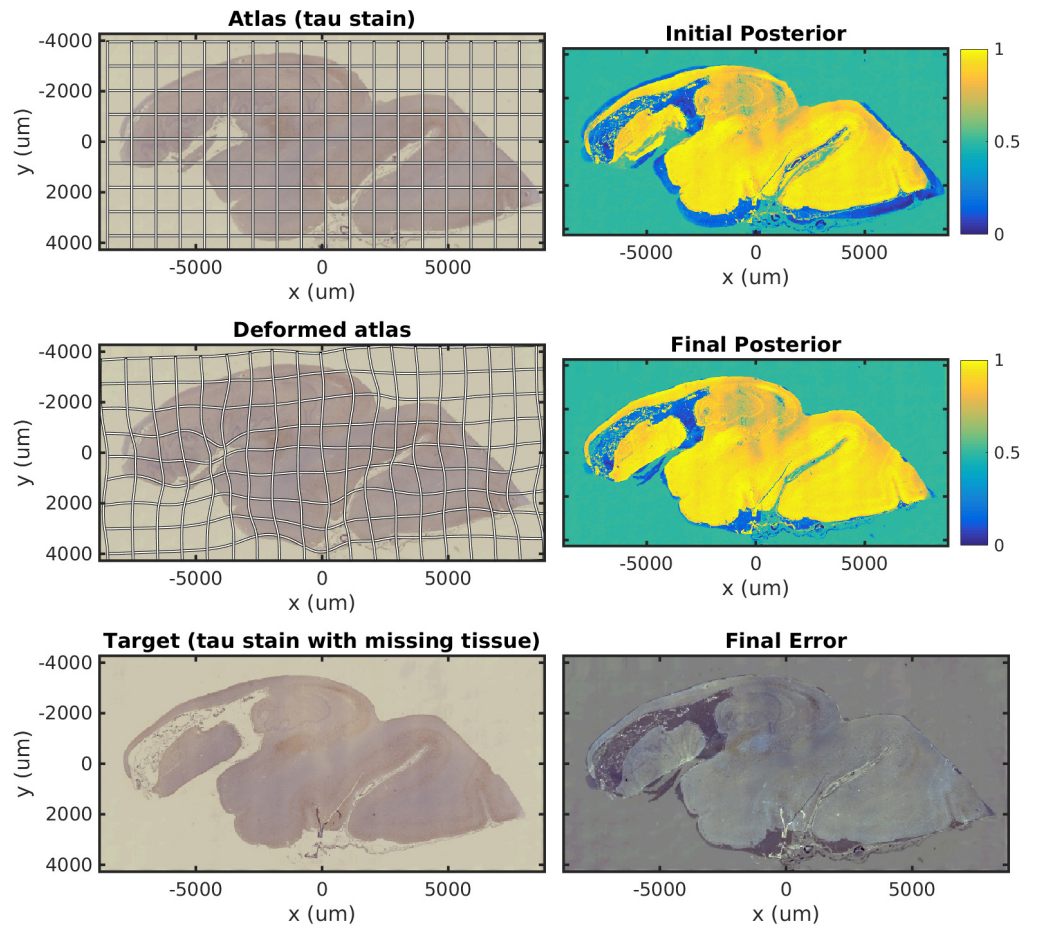 Atlas (tau stain)
-4000
-2000
0
2000
4000
y (um)
-5000 0 5000
x (um)
Initial Posterior
1
0.5
0
-5000 0 5000
x (um)
Deformed atlas
-4000
-2000
0
2000
4000
y (um)
-5000 0 5000
x (um)
Final Posterior
1
0.5
0
-5000 0 5000
x (um)
Target (tau stain with missing tissue)
-4000
-2000
0
2000
4000
y (um)
-5000 0 5000
x (um)
Final Error
-5000 0 5000
x (um)